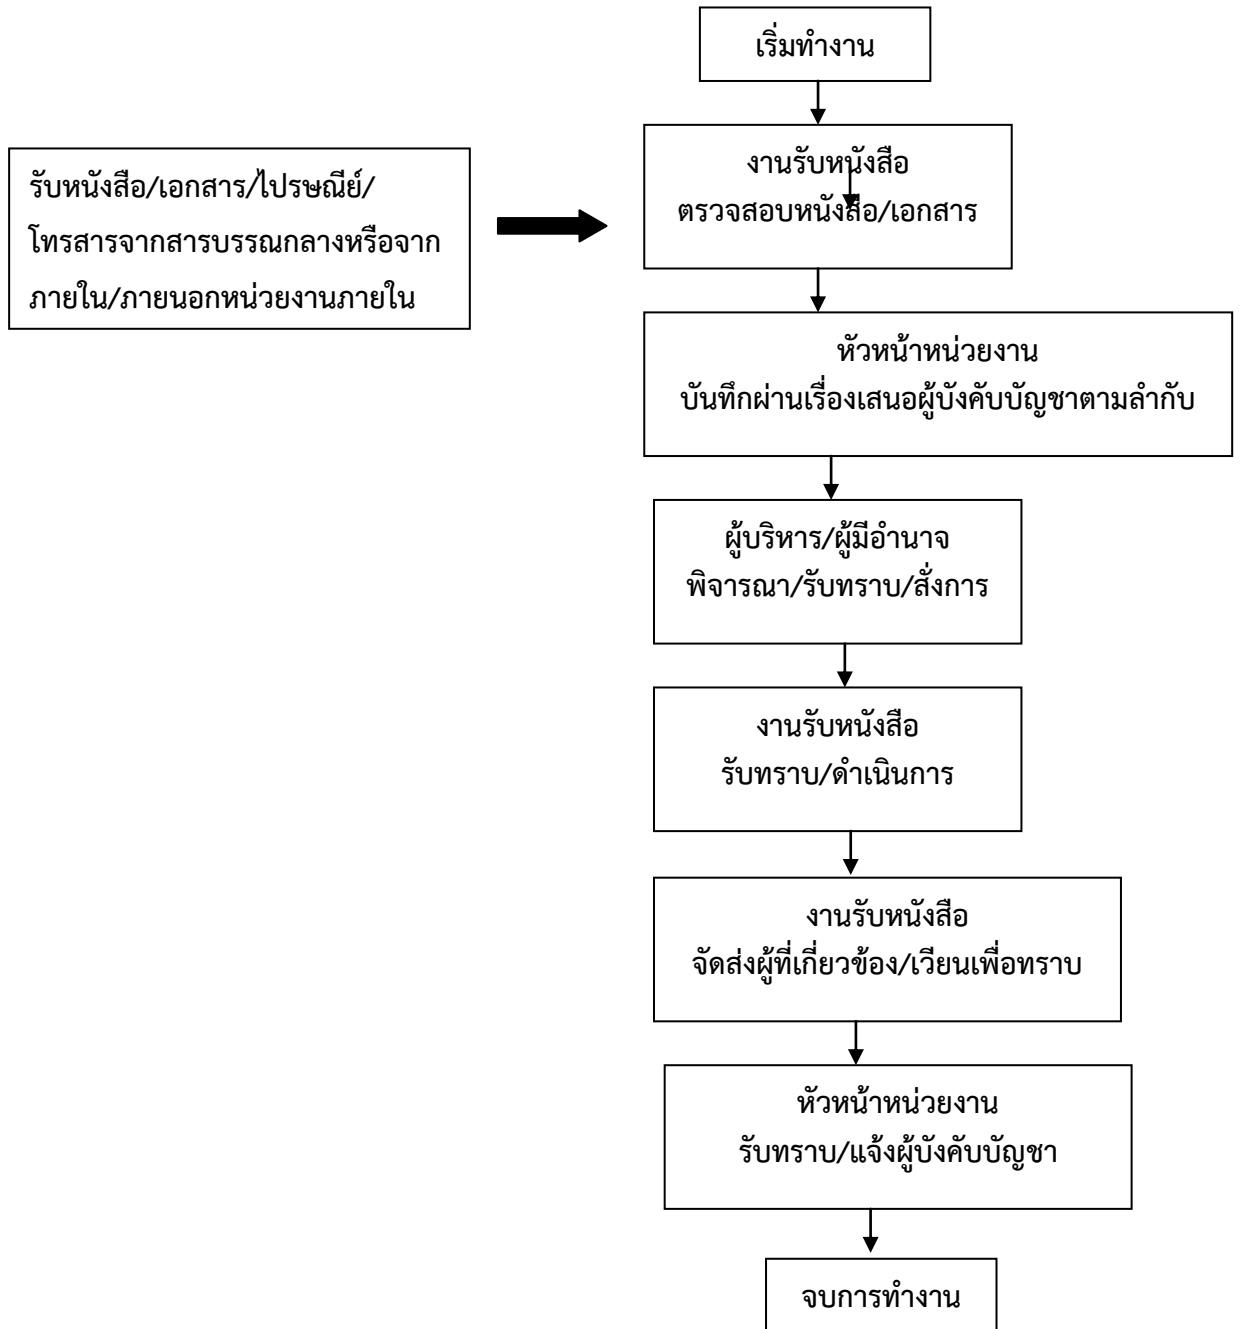 เริ่มทำงาน
รับหนังสือ/เอกสาร/ไปรษณีย์/
โทรสารจากสารบรรณกลางหรือจาก
ภายใน/ภายนอกหน่วยงานภายใน
งานรับหนังสือ
ตรวจสอบหนังสือ/เอกสาร
หัวหน้าหน่วยงาน
บันทึกผ่านเรื่องเสนอผู้บังคับบัญชาตามลำกับ
ผู้บริหาร/ผู้มีอำนาจ
พิจารณา/รับทราบ/สั่งการ
งานรับหนังสือ
รับทราบ/ดำเนินการ
งานรับหนังสือ
จัดส่งผู้ที่เกี่ยวข้อง/เวียนเพื่อทราบ
หัวหน้าหน่วยงาน
รับทราบ/แจ้งผู้บังคับบัญชา
จบการทำงาน